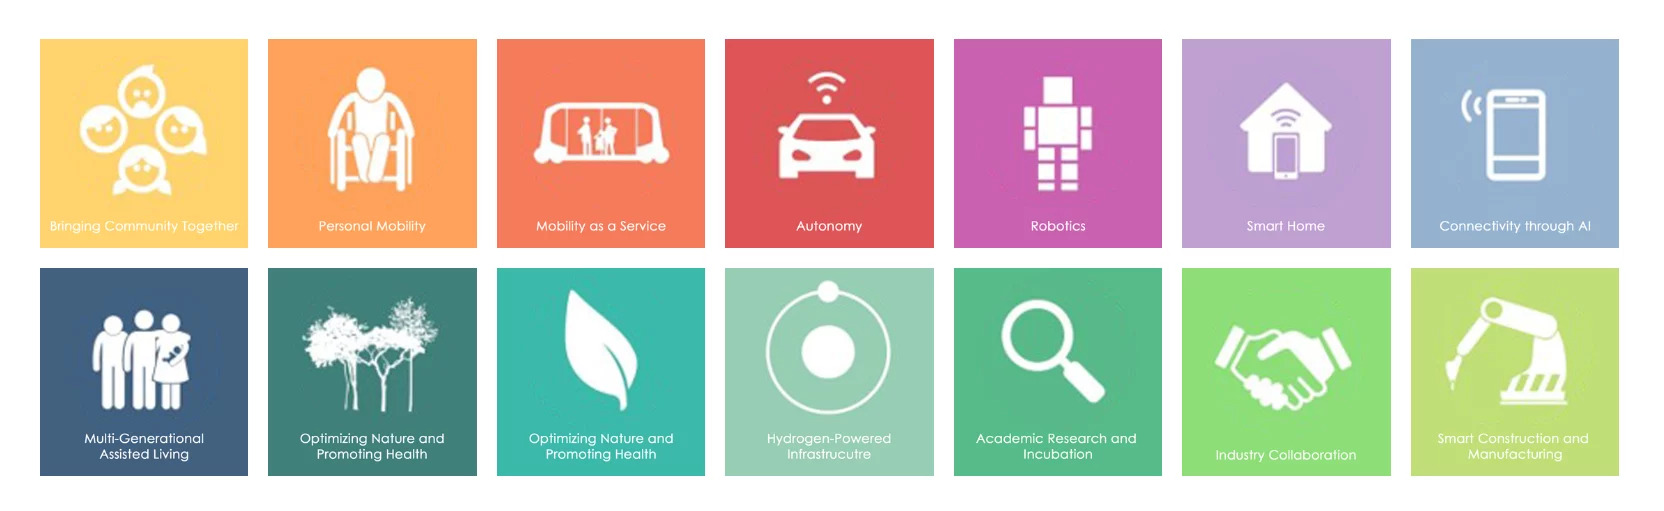 Bringing Community Together
Personal Mobility
Mobility as a Service
Autonomy
Robotics
Smart Home
Connectivity through AI
Multi-Generational
Assisted Living
Optimizing Nature and
Promoting Health
Optimizing Nature and
Promoting Health
Hydrogen-Powered
Infrastrucutre
Academic Research and
Incubation
Industry Collaboration
Smart Construction and
Manufacturing